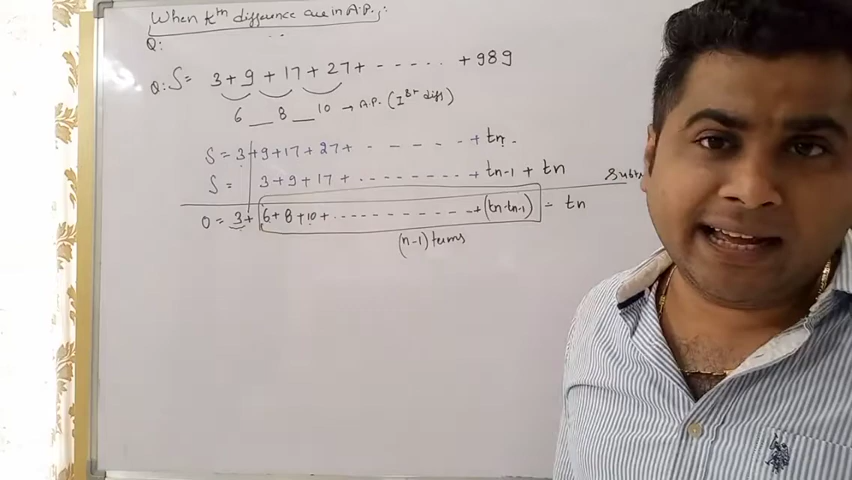 When kth difference are in A.P.:
Q:
Q: S= 3+9+17+27+ - - - - - . . +989
6 __ 8 __ 10 → A.P. (Ist diff)
S = 3+9+17+27+ - - - - - - + tn.
S = 3+9+17+ - - - - - - - - - + tn-1 + tn
0 = 3+ 6+8+10+ - - - - - - - - - + (tn-tn-1) - tn
(n-1) terms